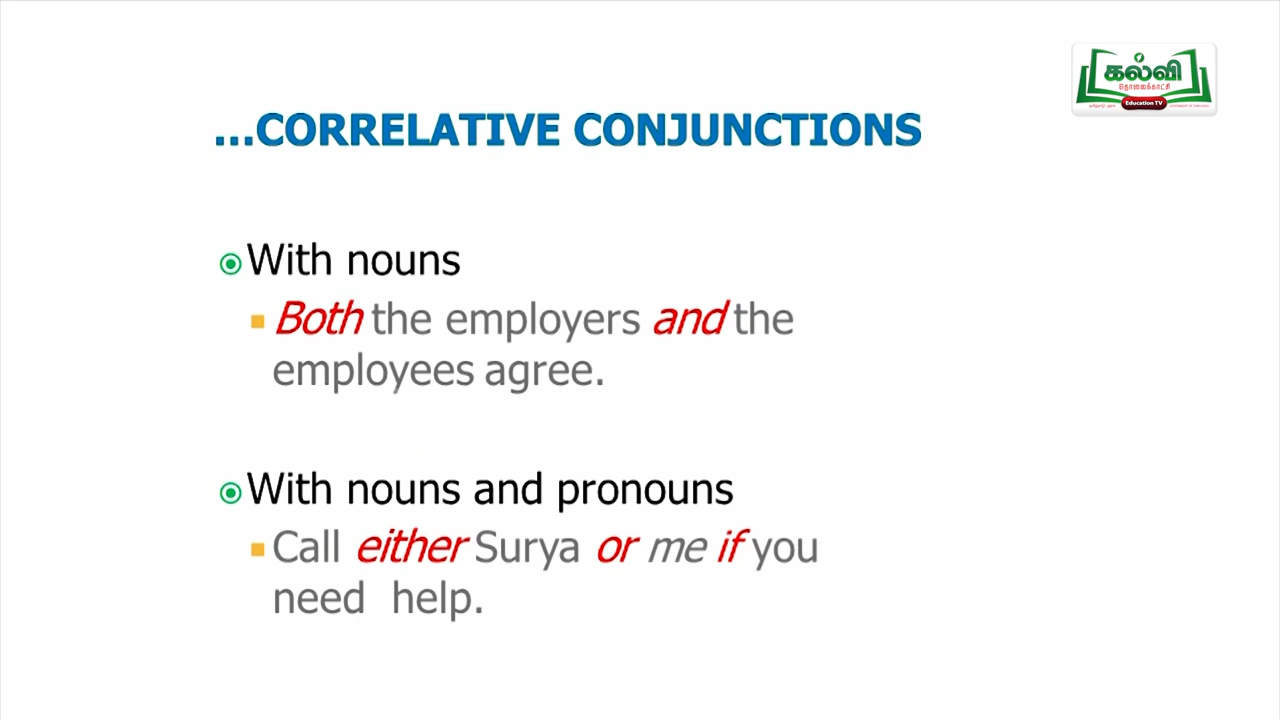 கல்வி
தொலைக்காட்சி
Education TV
...CORRELATIVE CONJUNCTIONS
With nouns
Both the employers and the
employees agree.
With nouns and pronouns
Call either Surya or me if you
need help.